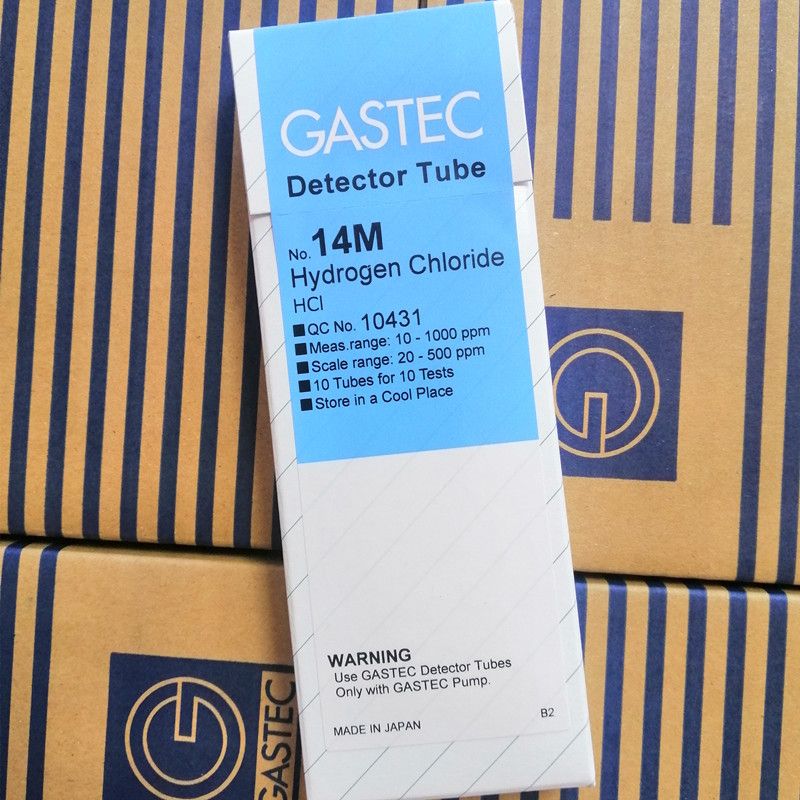 GASTEC
Detector Tube
No. 14M
Hydrogen Chloride
HCl
■ QC No. 10431
■ Meas.range: 10 - 1000 ppm
■ Scale range: 20 - 500 ppm
■ 10 Tubes for 10 Tests
■ Store in a Cool Place
WARNING
Use GASTEC Detector Tubes
Only with GASTEC Pump.
MADE IN JAPAN
B2
GASTEC